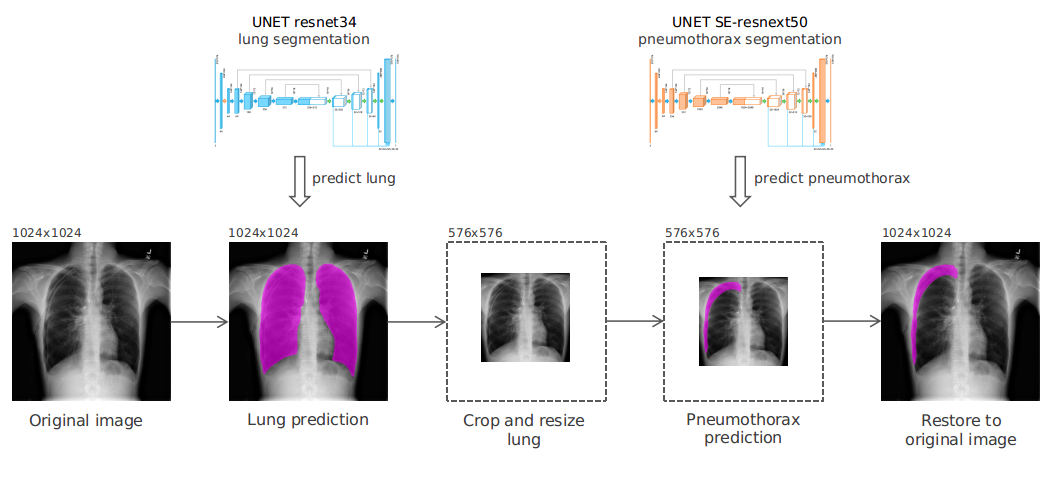 UNET resnet34
lung segmentation
UNET SE-resnext50
pneumothorax segmentation
predict lung
predict pneumothorax
1024x1024
1024x1024
576x576
576x576
1024x1024
Original image
Lung prediction
Crop and resize
lung
Pneumothorax
prediction
Restore to
original image